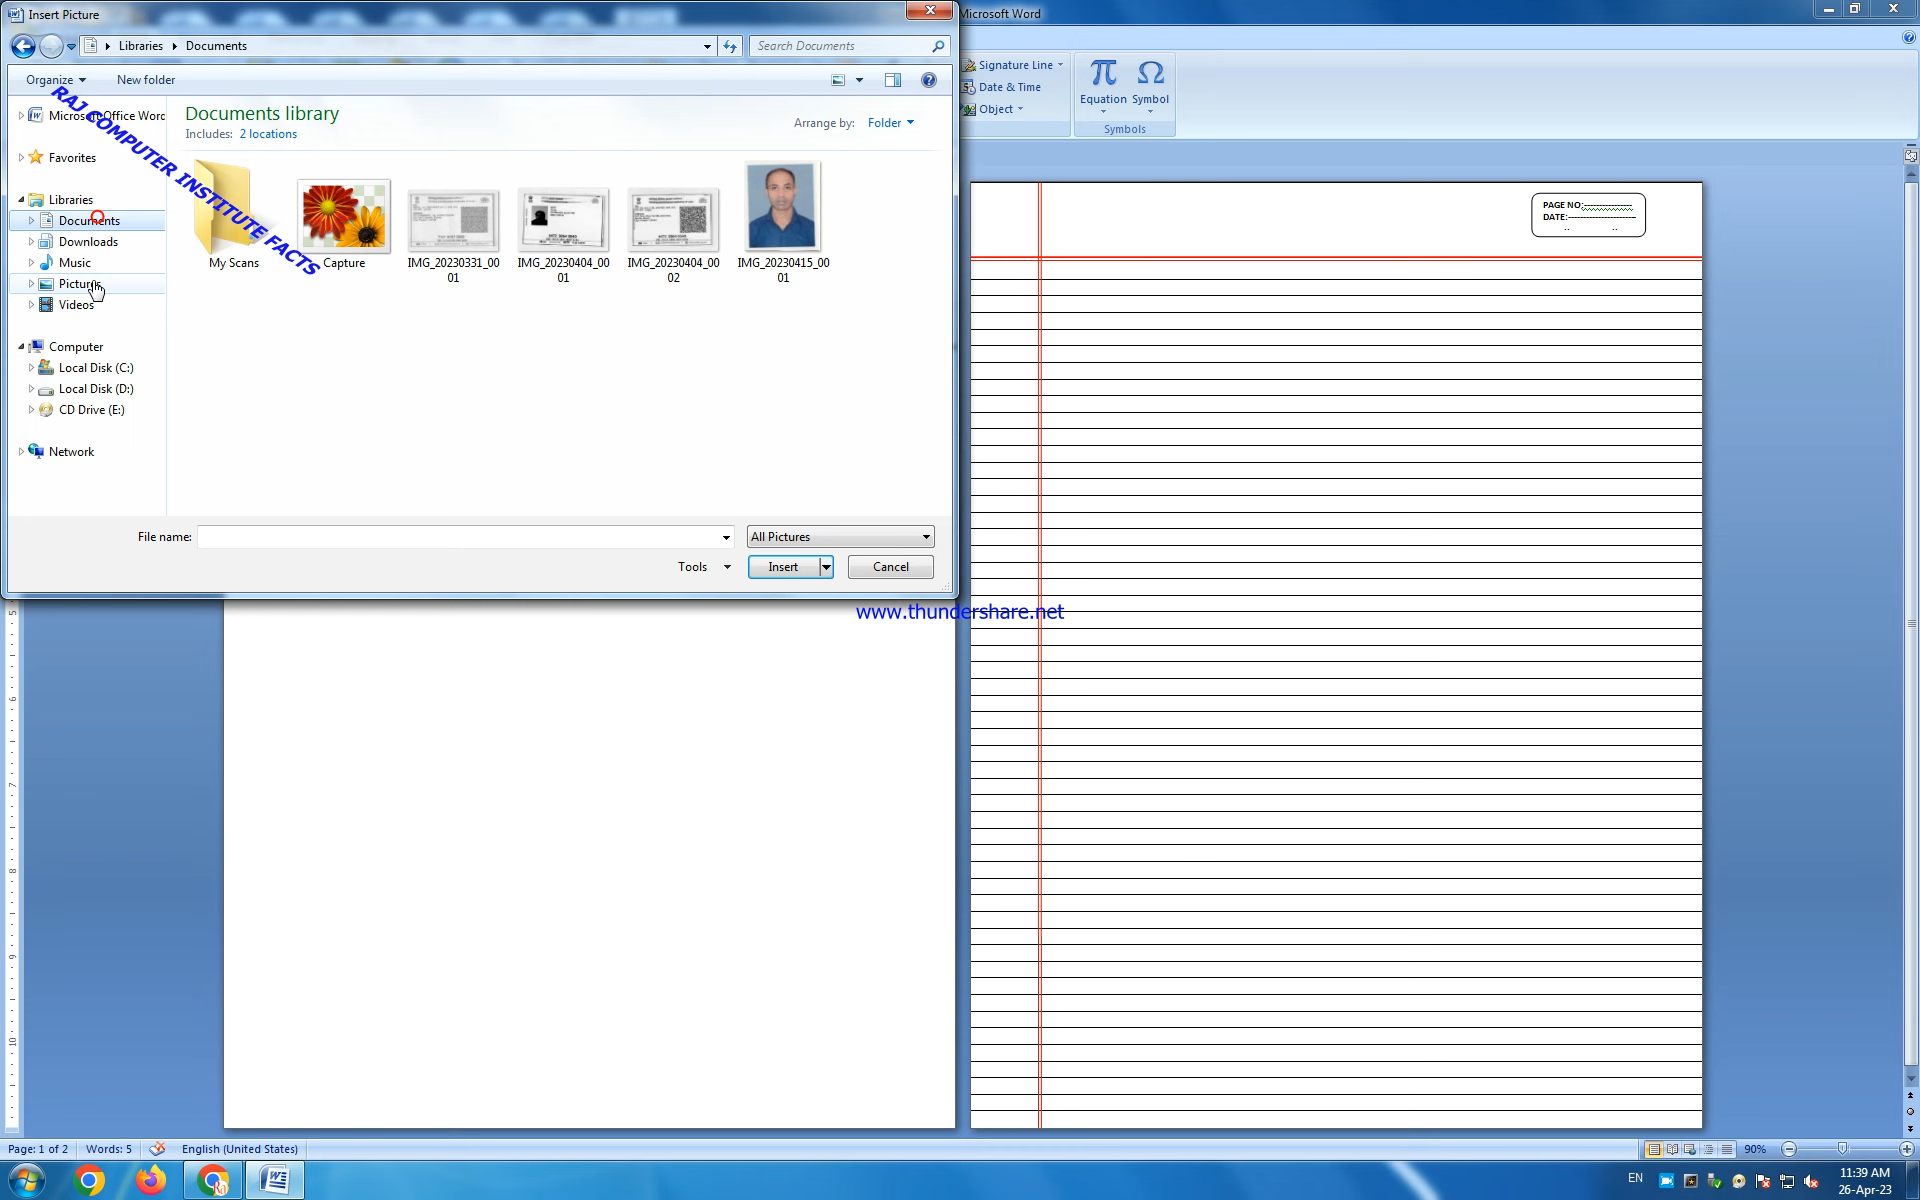 Insert Picture
Microsoft Word
Libraries
Documents
Search Documents
Organize
New folder
Signature Line
Date & Time
Object
Equation
Symbol
Symbols
Microsoft Office Word
Favorites
Libraries
Documents
Downloads
Music
Pictures
Videos
Computer
Local Disk (C:)
Local Disk (D:)
CD Drive (E:)
Network
RAJ COMPUTER INSTITUTE FACTS
Documents library
Includes: 2 locations
Arrange by: Folder
My Scans
Capture
IMG_20230331_00
01
IMG_20230404_00
01
IMG_20230404_00
02
IMG_20230415_00
01
PAGE NO:-----------------
DATE:------------------------
File name:
All Pictures
Tools
Insert
Cancel
www.thundershare.net
Page: 1 of 2
Words: 5
English (United States)
90%
EN
11:39 AM
26-Apr-23